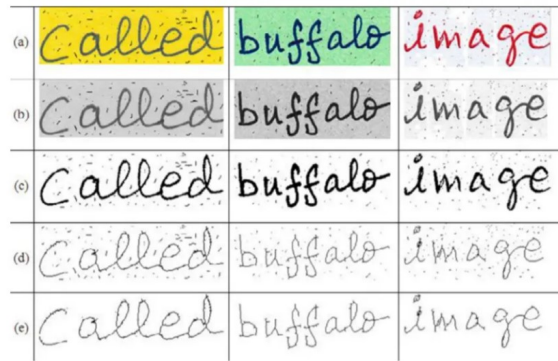 (a) called buffalo image
(b) called buffalo image
(c) called buffalo image
(d) called buffalo image
(e) called buffalo image